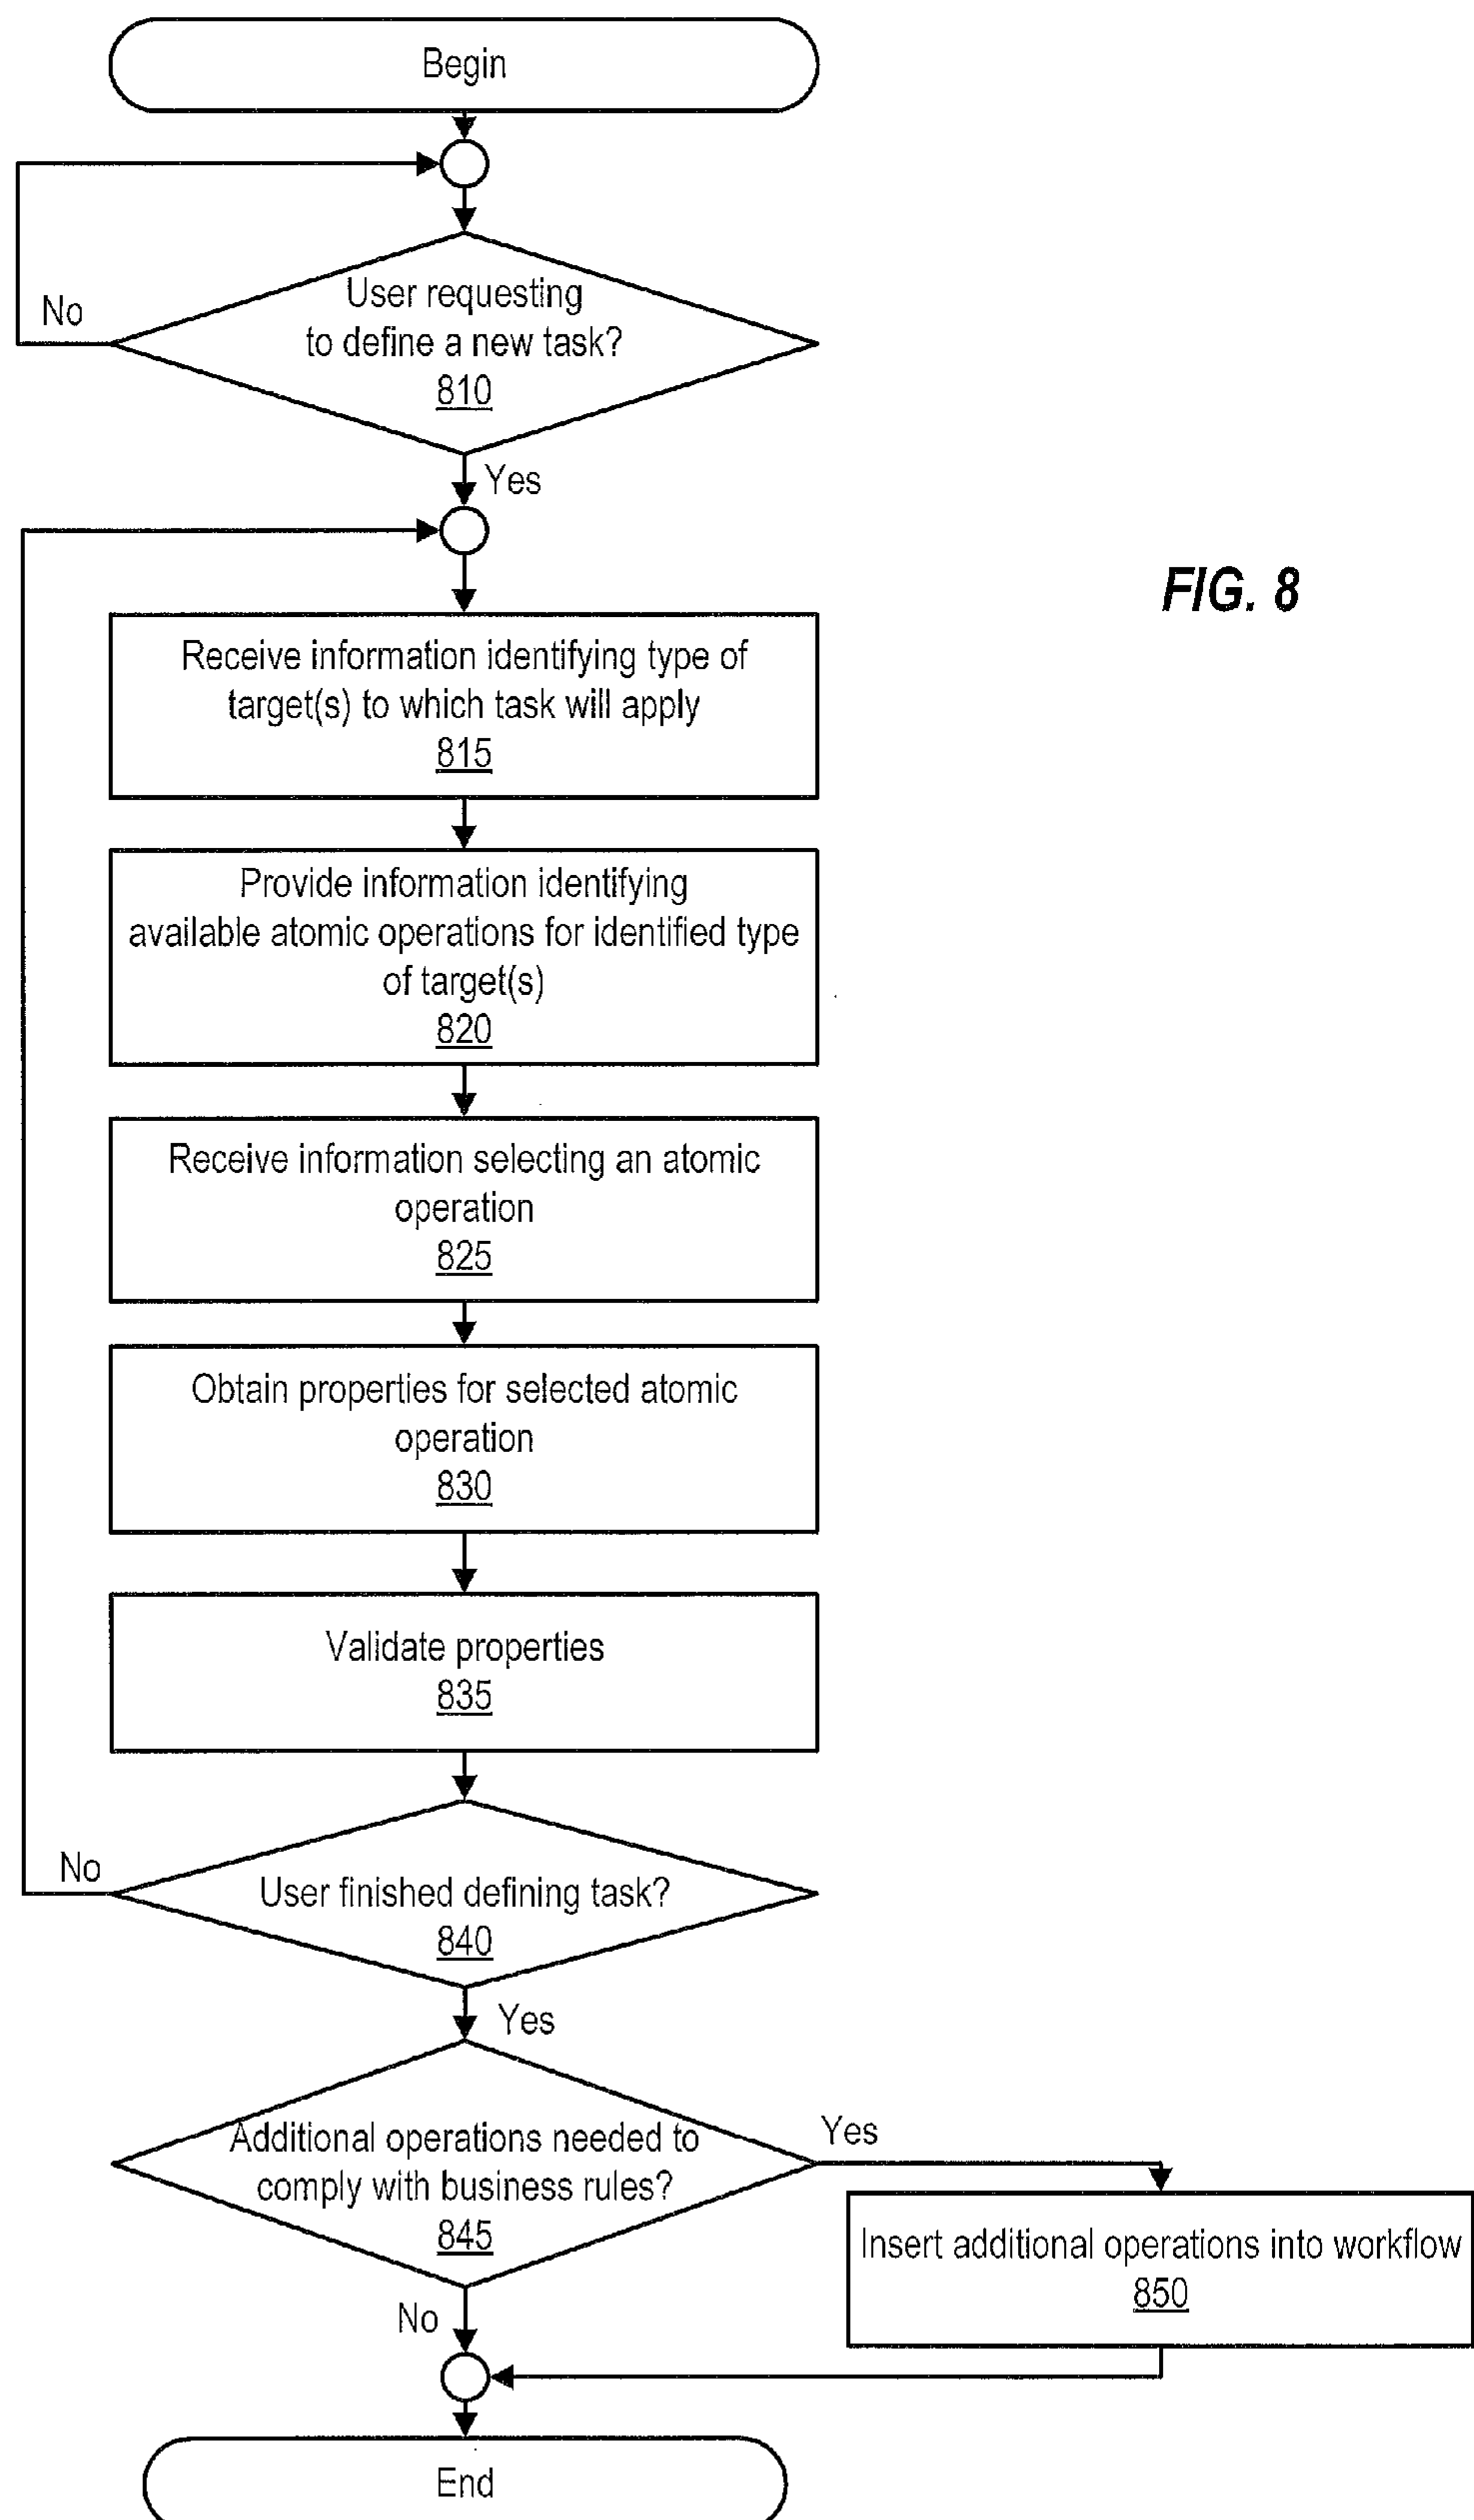 Begin
No
User requesting
to define a new task?
810
Yes
FIG. 8
Receive information identifying type of
target(s) to which task will apply
815
Provide information identifying
available atomic operations for identified type
of target(s)
820
Receive information selecting an atomic
operation
825
Obtain properties for selected atomic
operation
830
Validate properties
835
No
User finished defining task?
840
Yes
Additional operations needed to
comply with business rules?
845
Yes
Insert additional operations into workflow
850
No
End